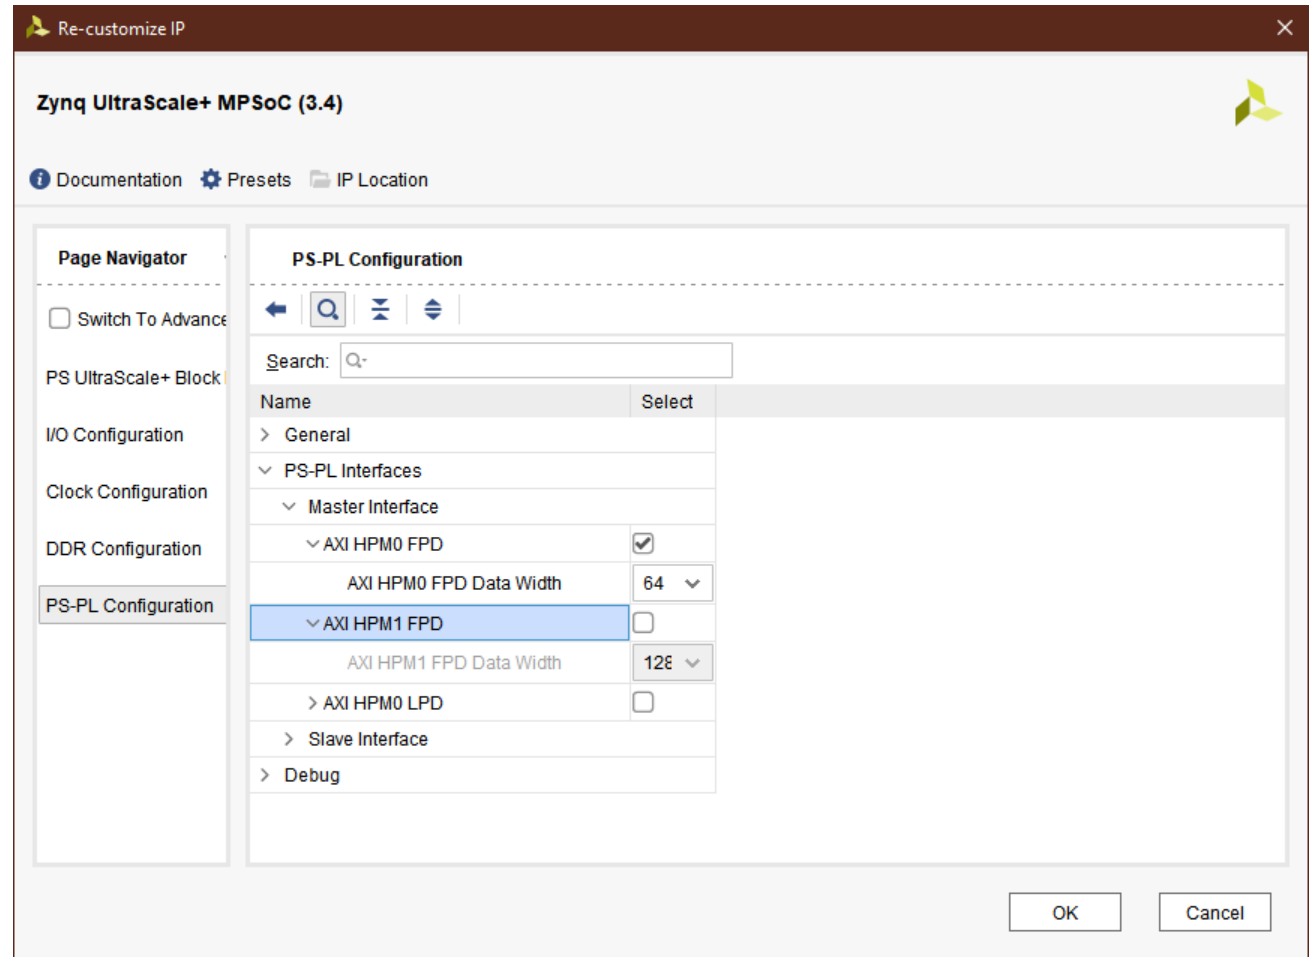 Re-customize IP
Zynq UltraScale+ MPSoC (3.4)
Documentation Presets IP Location
Page Navigator
Switch To Advance
PS UltraScale+ Block
I/O Configuration
Clock Configuration
DDR Configuration
PS-PL Configuration
PS-PL Configuration
Search:
Name Select
General
PS-PL Interfaces
Master Interface
AXI HPM0 FPD
AXI HPM0 FPD Data Width 64
AXI HPM1 FPD
AXI HPM1 FPD Data Width 128
AXI HPM0 LPD
Slave Interface
Debug
OK Cancel